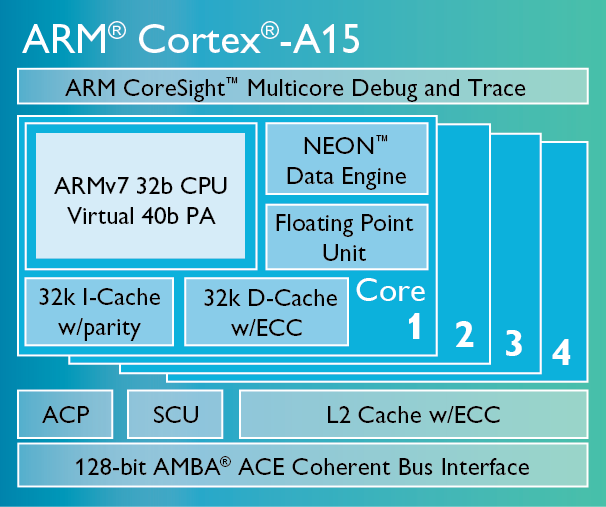 ARM® Cortex®-A15
ARM CoreSight™ Multicore Debug and Trace
ARMv7 32b CPU
Virtual 40b PA
NEON™
Data Engine
Floating Point
Unit
32k I-Cache
w/parity
32k D-Cache
w/ECC
Core
1
2
3
4
ACP
SCU
L2 Cache w/ECC
128-bit AMBA® ACE Coherent Bus Interface